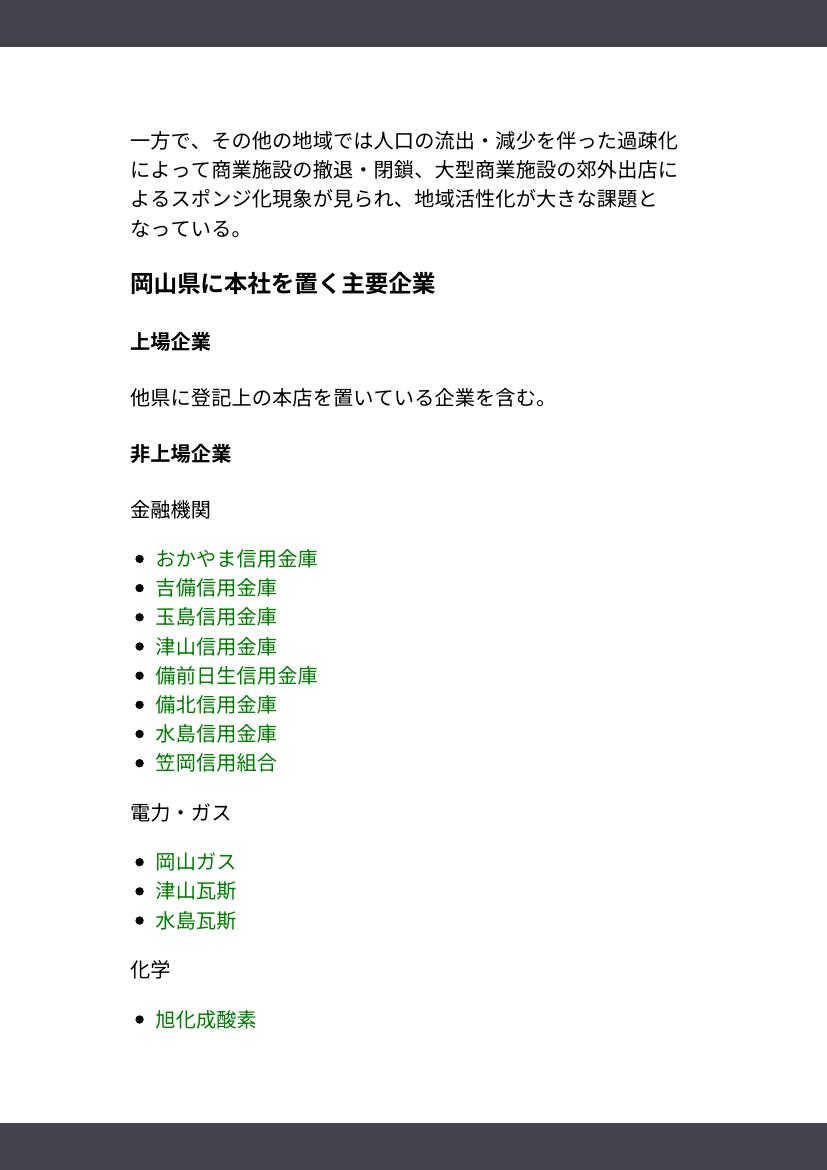 一方で、その他の地域では人口の流出・減少を伴った過疎化
によって商業施設の撤退・閉鎖、大型商業施設の郊外出店に
よるスポンジ化現象が見られ、地域活性化が大きな課題と
なっている。
岡山県に本社を置く主要企業
上場企業
他県に登記上の本店を置いている企業を含む。
非上場企業
金融機関
• おかやま信用金庫
• 吉備信用金庫
• 玉島信用金庫
• 津山信用金庫
• 備前日生信用金庫
• 備北信用金庫
• 水島信用金庫
• 笠岡信用組合
電力・ガス
• 岡山ガス
• 津山瓦斯
• 水島瓦斯
化学
• 旭化成酸素